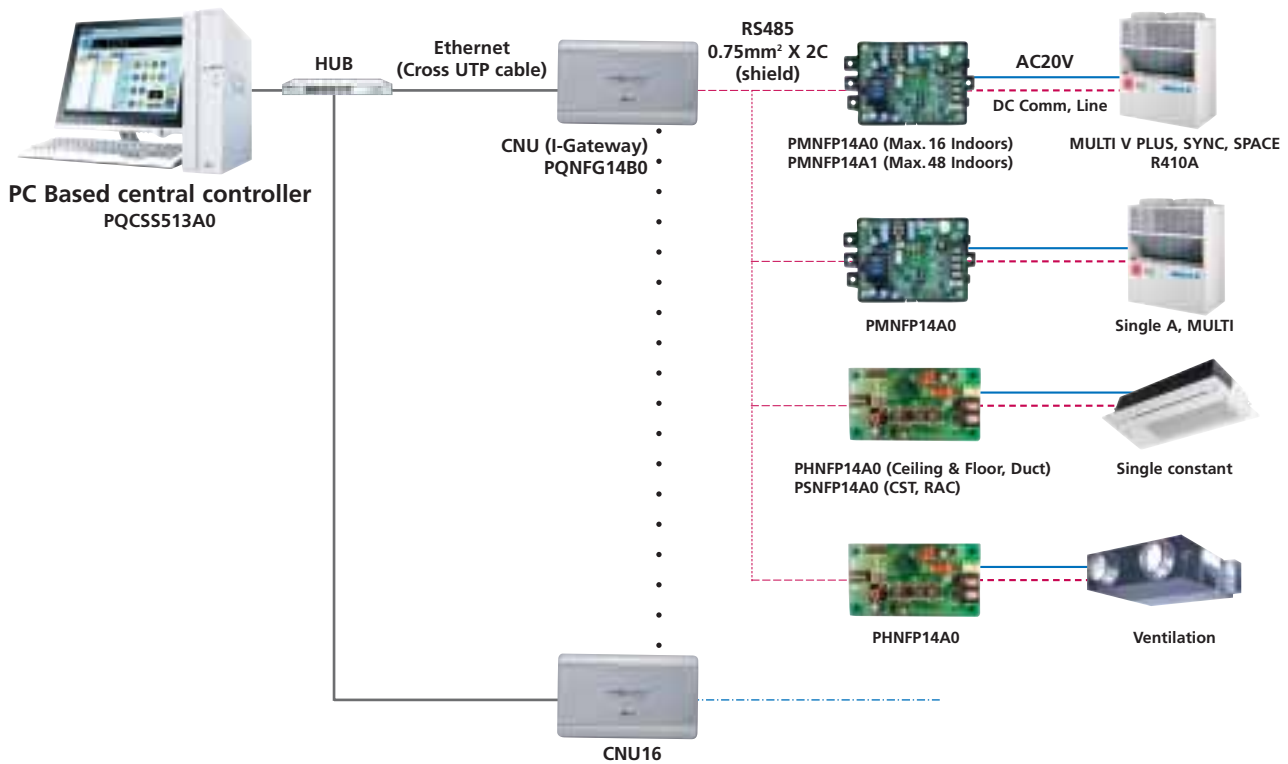 HUB
Ethernet
(Cross UTP cable)
RS485
0.75mm² X 2C
(shield)
AC20V
DC Comm, Line
CNU (I-Gateway)
PQNFG14B0
PMNFP14A0 (Max. 16 Indoors)
PMNFP14A1 (Max. 48 Indoors)
MULTI V PLUS, SYNC, SPACE
R410A
PC Based central controller
PQCSS513A0
PMNFP14A0
Single A, MULTI
PHNFP14A0 (Ceiling & Floor, Duct)
PSNFP14A0 (CST, RAC)
Single constant
PHNFP14A0
Ventilation
CNU16